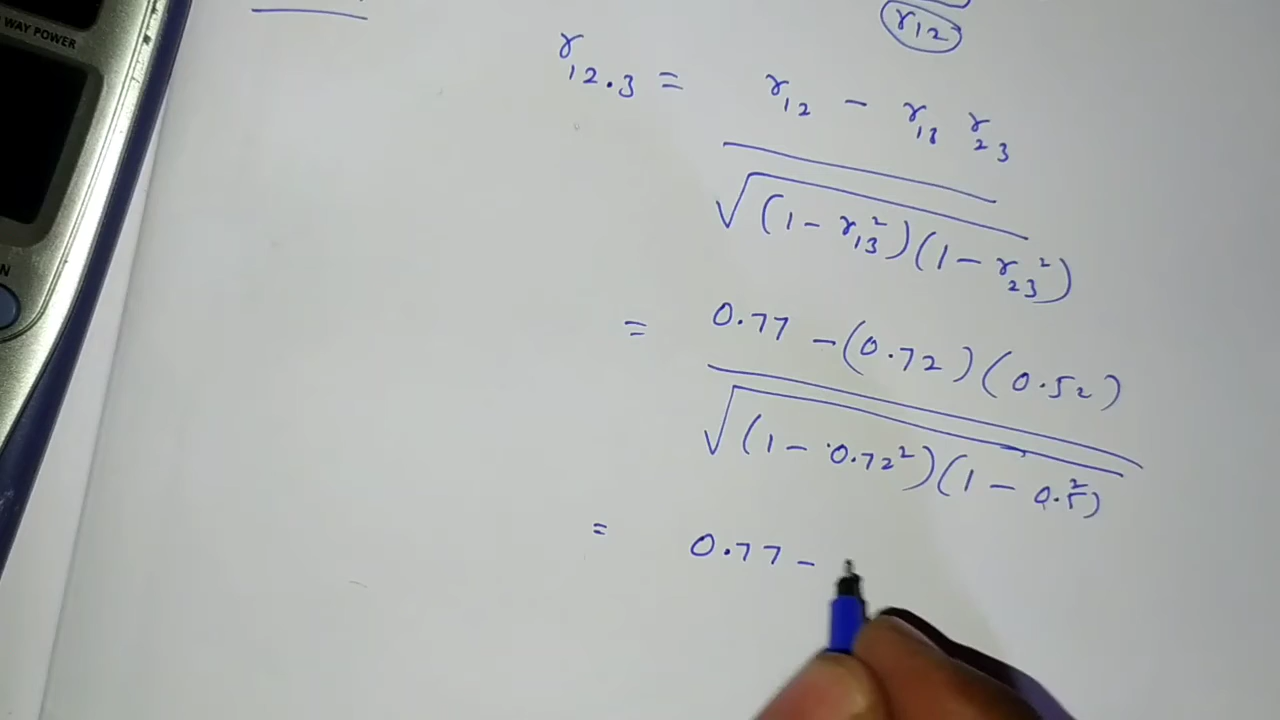 WAY POWER
N
r₁₂
r₁₂.₃ = r₁₂ - r₁₃ r₂₃
√(1 - r₁₃²)(1 - r₂₃²)
= 0.77 - (0.72)(0.52)
√(1 - 0.72²)(1 - 0.5²)
= 0.77 -